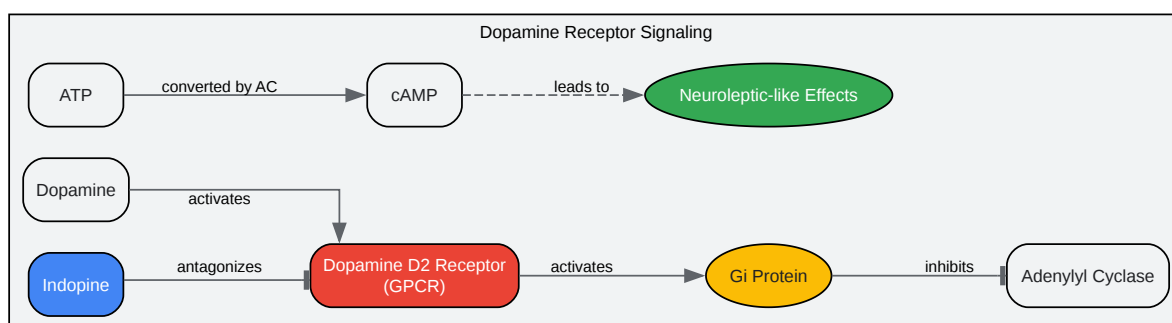 Dopamine Receptor Signaling
ATP
converted by AC
cAMP
leads to
Neuroleptic-like Effects
Dopamine
activates
Indopine
antagonizes
Dopamine D2 Receptor
(GPCR)
activates
Gi Protein
inhibits
Adenylyl Cyclase